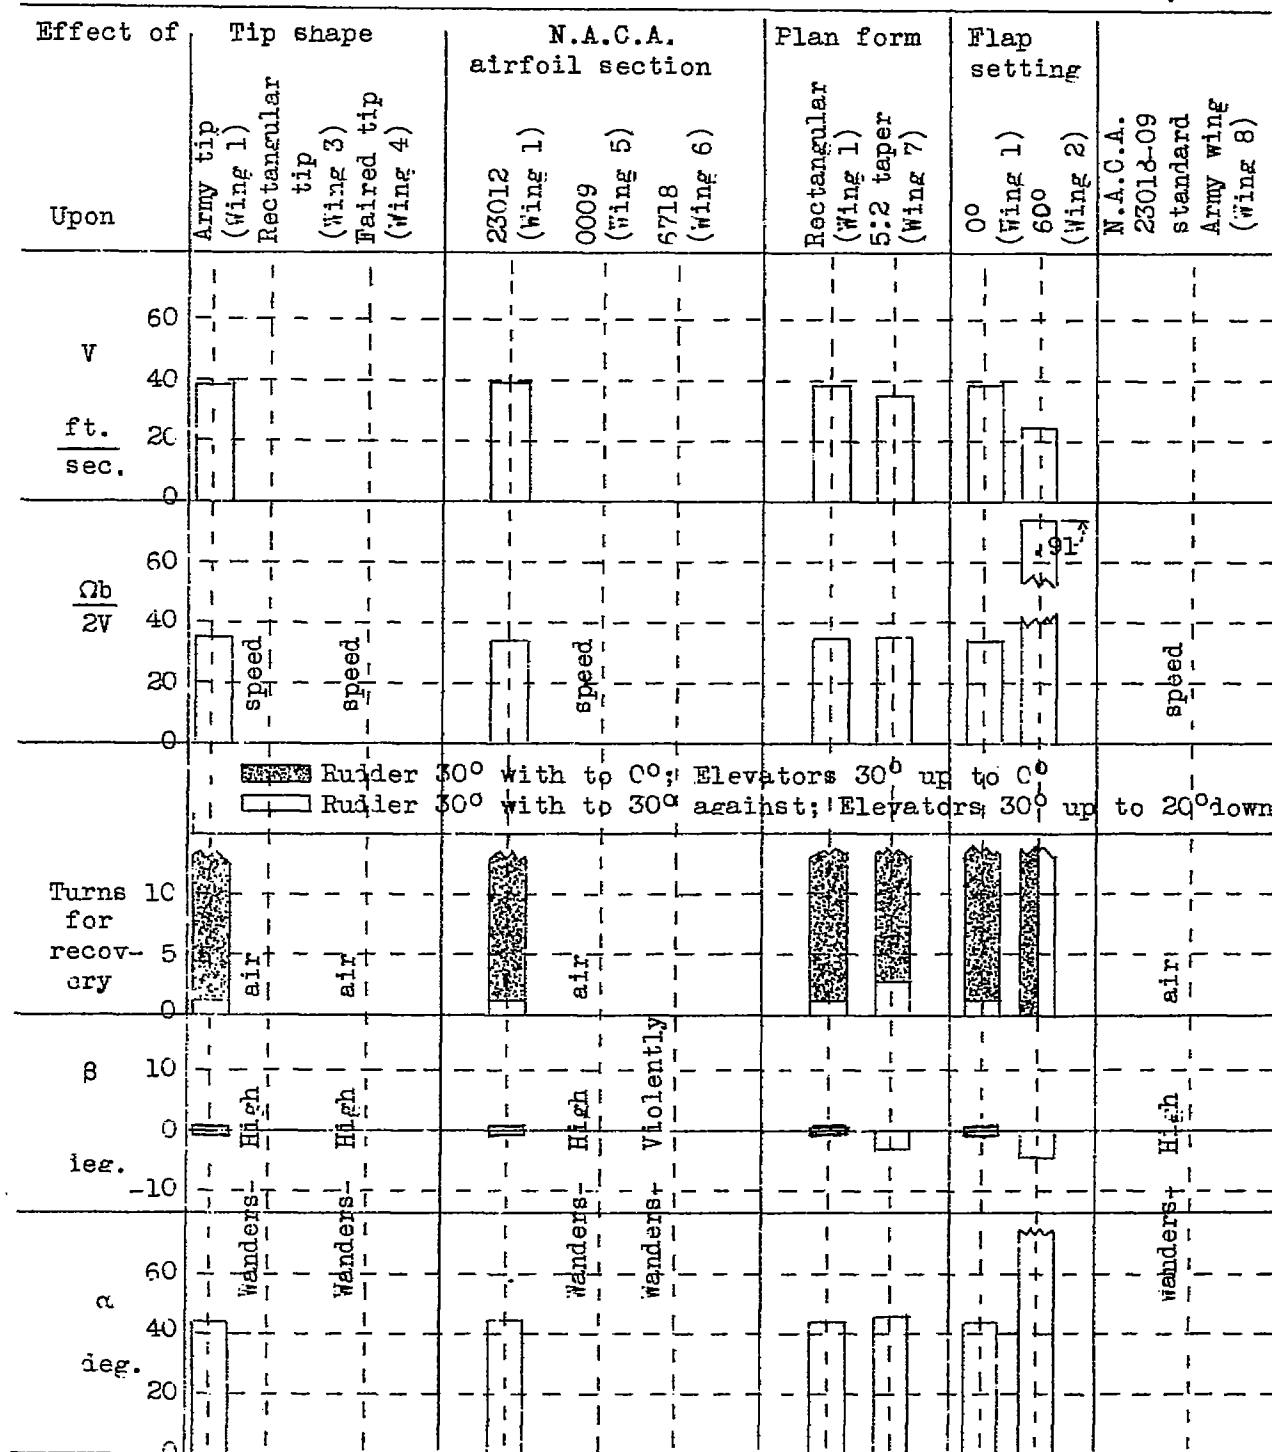 Effect of
Tip shape
N.A.C.A.
airfoil section
Plan form
Flap
setting
Upon
Army tip
(Wing 1)
Rectangular
tip
(Wing 3)
Faired tip
(Wing 4)
23012
(Wing 1)
0009
(Wing 5)
6718
(Wing 6)
Rectangular
(Wing 1)
5:2 taper
(Wing 7)
0°
(Wing 1)
60°
(Wing 2)
N.A.C.A.
23018-09
standard
Army wing
(Wing 8)
V
ft.
sec.
60
40
20
0
Ωb
2V
60
40
20
0
.91
Rudder 30° with to 0°; Elevators 30° up to 0°
Rudder 30° with to 30° against; Elevators 30° up to 20°down
Turns
for
recov-
ery
10
5
0
β
deg.
10
0
-10
α
deg.
60
40
20
0
Wanders- High air speed
Wanders- High air speed
Wanders- High air speed
Wanders- Violently
Wanders- High air speed